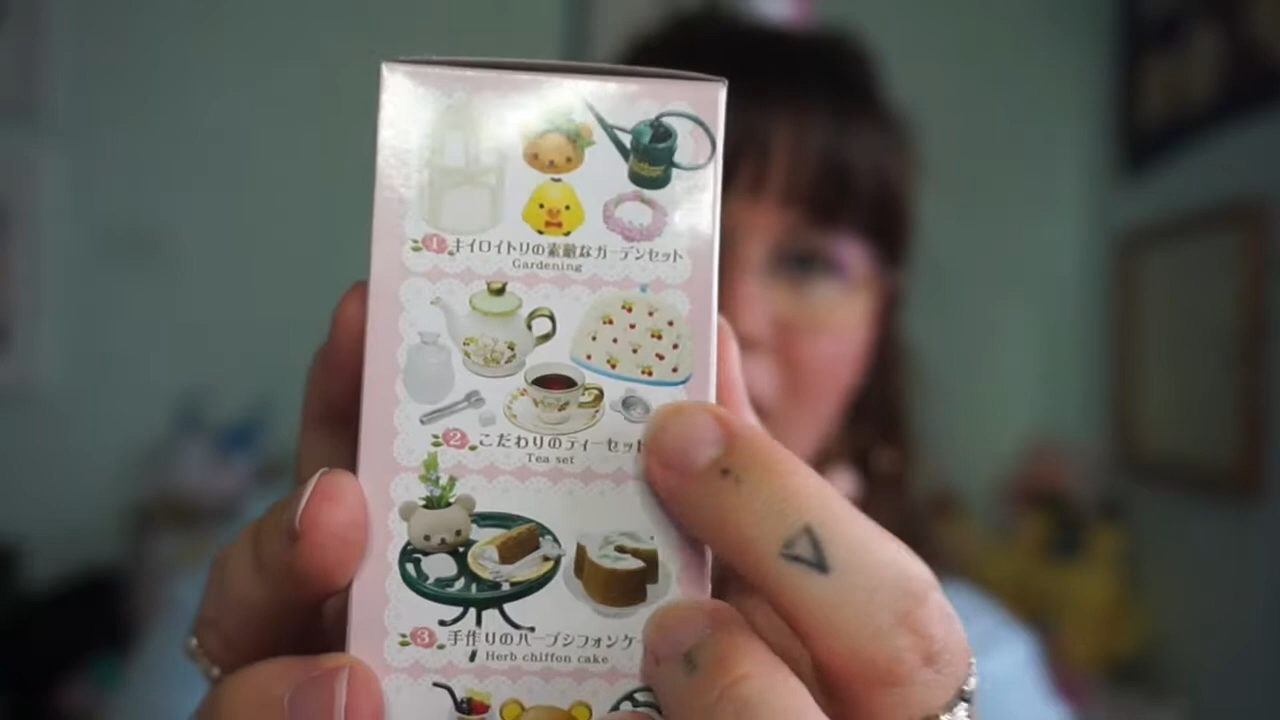 1 キイロイトリの素敵なガーデンセット
Gardening
2 こだわりのティーセット
Tea set
3 手作りのハーブシフォンケー
Herb chiffon cake